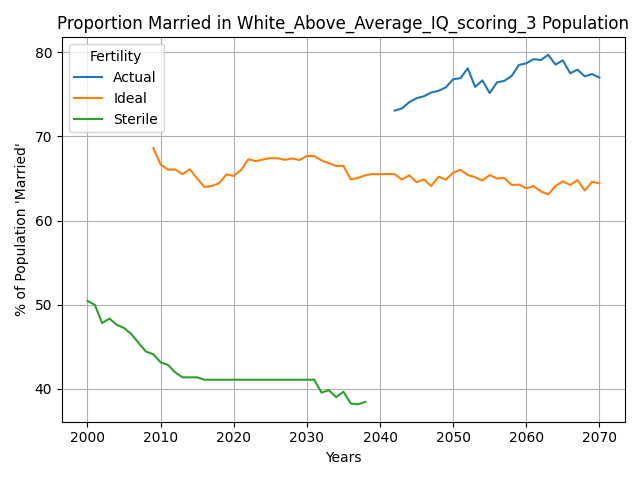 Proportion Married in White_Above_Average_IQ_scoring_3 Population
Fertility
Actual
Ideal
Sterile
80
70
60
50
40
% of Population 'Married'
2000 2010 2020 2030 2040 2050 2060 2070
Years